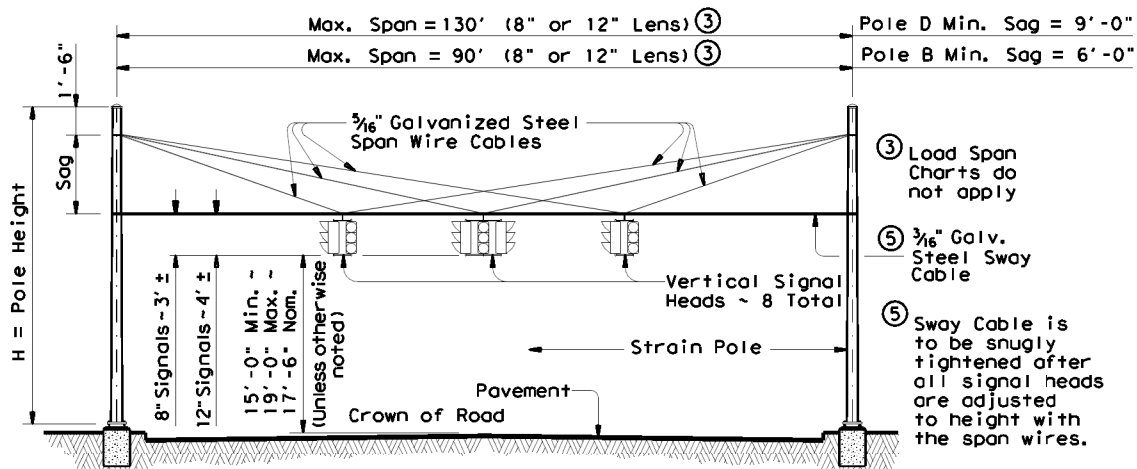 Max. Span = 130' (8" or 12" Lens) ③
Pole D Min. Sag = 9'-0"
Max. Span = 90' (8" or 12" Lens) ③
Pole B Min. Sag = 6'-0"
1'-6"
5/16" Galvanized Steel
Span Wire Cables
Sag
H = Pole Height
③ Load Span
Charts do
not apply
⑤ 3/16" Galv.
Steel Sway
Cable
8" Signals ~ 3' ±
12" Signals ~ 4' ±
15'-0" Min. ~
19'-0" Max. ~
17'-6" Nom.
(Unless otherwise
noted)
Vertical Signal
Heads ~ 8 Total
⑤ Sway Cable is
to be snugly
tightened after
all signal heads
are adjusted
to height with
the span wires.
Strain Pole
Pavement
Crown of Road